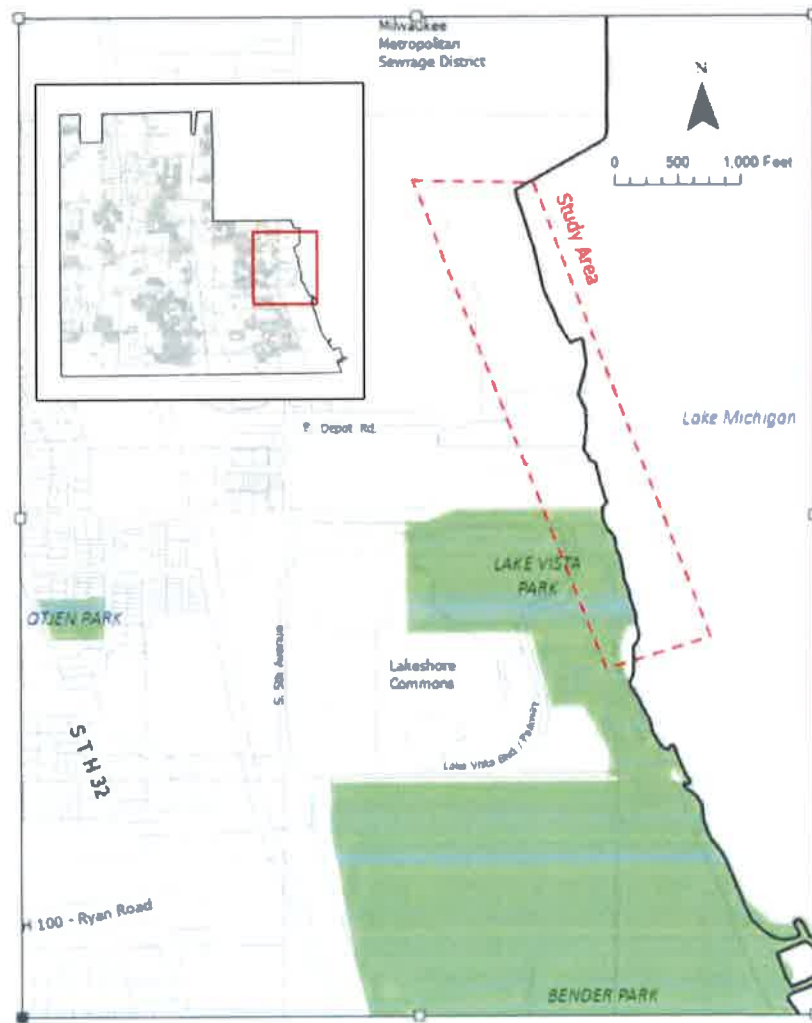 Milwaukee
Metropolitan
Sewrage District
N
0 500 1,000 Feet
Study Area
Lake Michigan
E. Depot Rd.
LAKE VISTA
PARK
OTJEN PARK
S. 5th Avenue
Lakeshore
Commons
Lake Vista Blvd / Parkway
STH 32
H 100 - Ryan Road
BENDER PARK